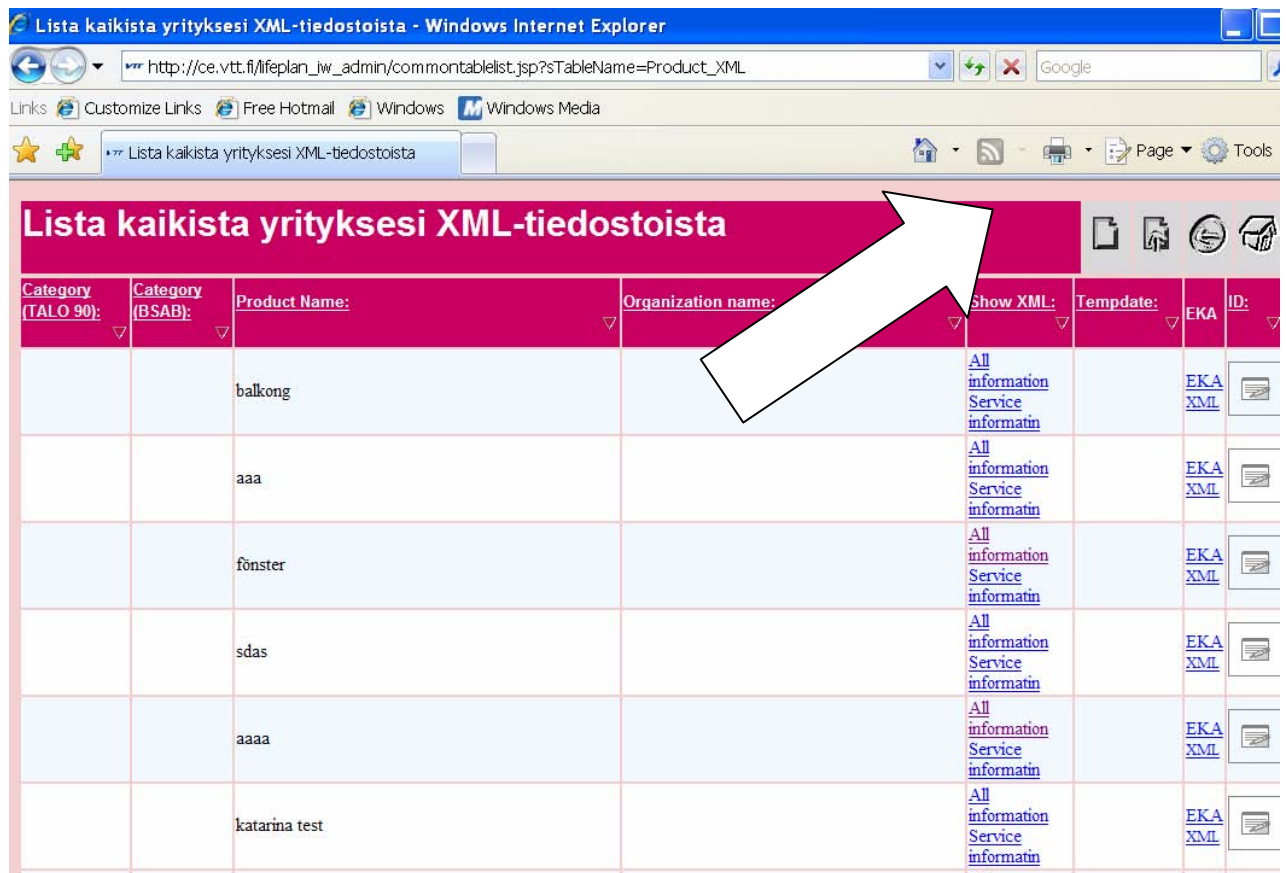 Lista kaikista yrityksesi XML-tiedostoista - Windows Internet Explorer
http://ce.vtt.fi/lifeplan_iw_admin/commontablelist.jsp?sTableName=Product_XML Google
Links Customize Links Free Hotmail Windows Windows Media
Lista kaikista yrityksesi XML-tiedostoista Page Tools
Lista kaikista yrityksesi XML-tiedostoista
Category (TALO 90): Category (BSAB): Product Name: Organization name: Show XML: Tempdate: EKA ID:
balkong
All
information
Service
informatin
EKA
XML
aaa
All
information
Service
informatin
EKA
XML
fönster
All
information
Service
informatin
EKA
XML
sdas
All
information
Service
informatin
EKA
XML
aaaa
All
information
Service
informatin
EKA
XML
katarina test
All
information
Service
informatin
EKA
XML